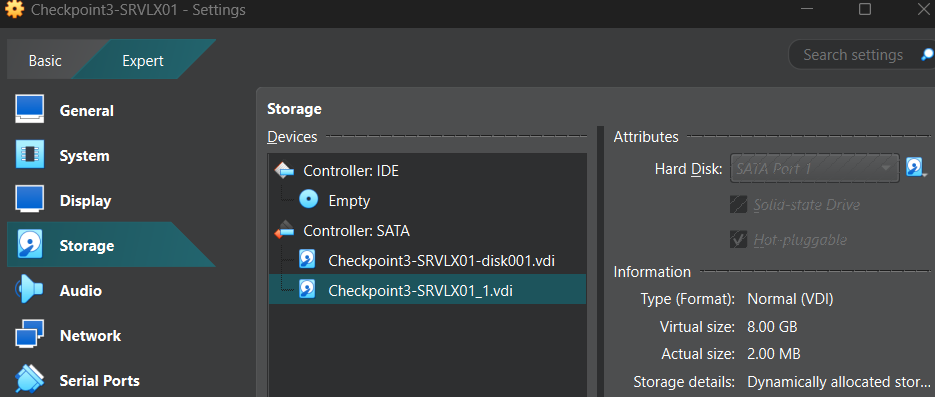 Checkpoint3-SRVLX01 - Settings
Basic Expert Search settings
General
System
Display
Storage
Audio
Network
Serial Ports
Storage
Devices
Controller: IDE
Empty
Controller: SATA
Checkpoint3-SRVLX01-disk001.vdi
Checkpoint3-SRVLX01_1.vdi
Attributes
Hard Disk: SATA Port 1
Solid-state Drive
Hot-pluggable
Information
Type (Format): Normal (VDI)
Virtual size: 8.00 GB
Actual size: 2.00 MB
Storage details: Dynamically allocated stor...